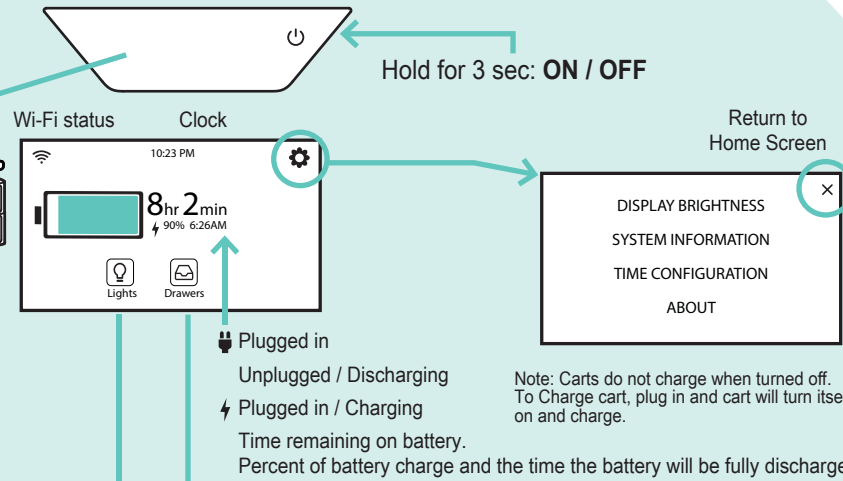 Hold for 3 sec: ON / OFF
Wi-Fi status
Clock
10:23 PM
8hr 2min
90% 6:26AM
Lights
Drawers
Return to
Home Screen
×
DISPLAY BRIGHTNESS
SYSTEM INFORMATION
TIME CONFIGURATION
ABOUT
Plugged in
Unplugged / Discharging
Plugged in / Charging
Time remaining on battery.
Percent of battery charge and the time the battery will be fully discharge
Note: Carts do not charge when turned off.
To Charge cart, plug in and cart will turn itse
on and charge.